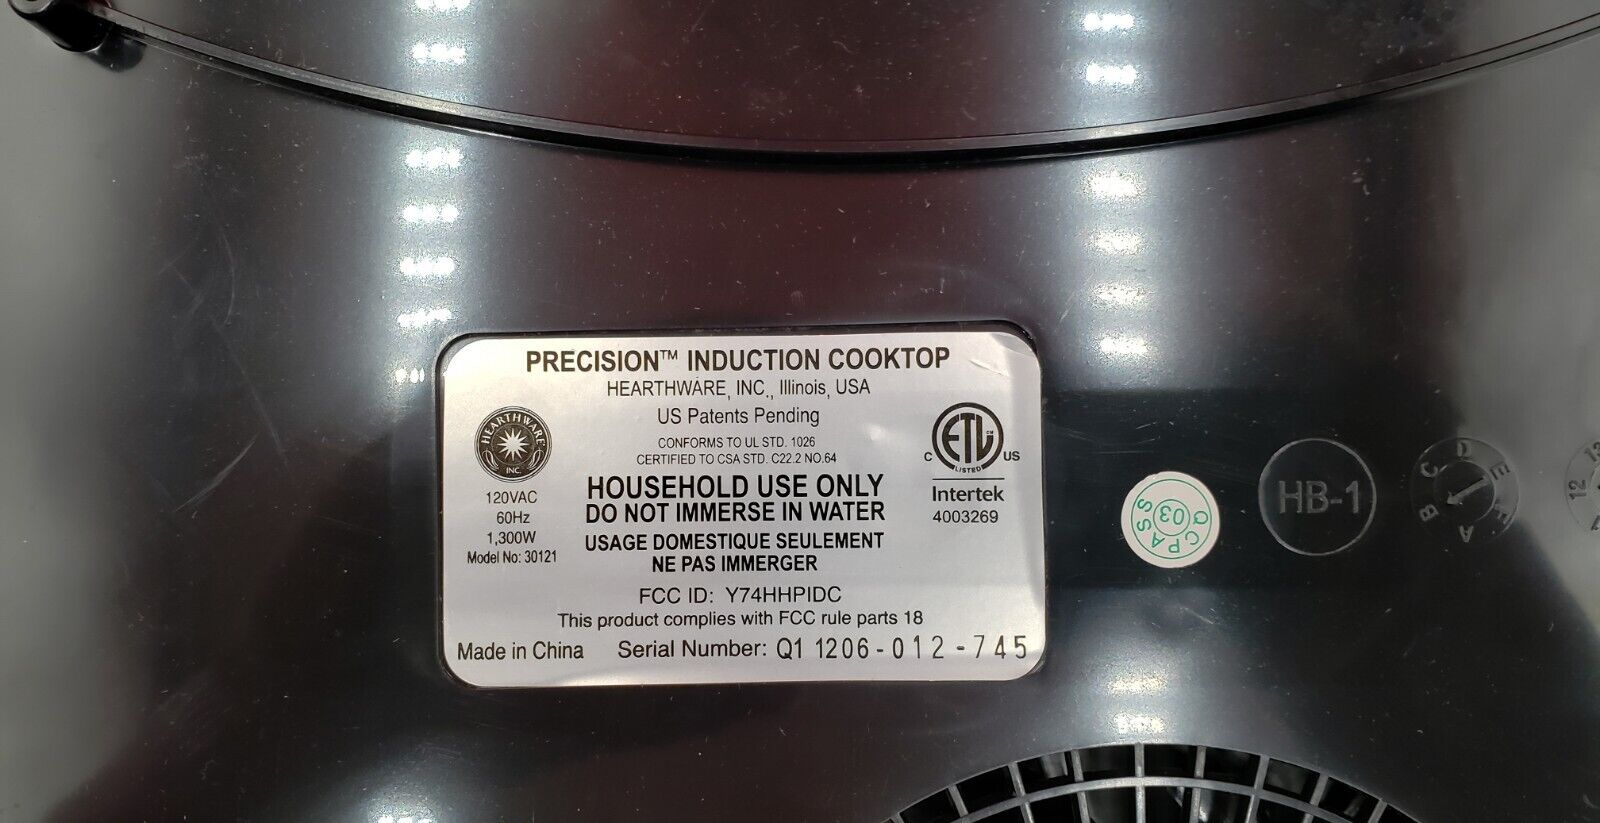 PRECISION™ INDUCTION COOKTOP
HEARTHWARE, INC., Illinois, USA
US Patents Pending
CONFORMS TO UL STD. 1026
CERTIFIED TO CSA STD. C22.2 NO.64
HEARTHWARE
INC.
120VAC
60Hz
1,300W
Model No: 30121
HOUSEHOLD USE ONLY
DO NOT IMMERSE IN WATER
USAGE DOMESTIQUE SEULEMENT
NE PAS IMMERGER
C ETL CM US
LISTED
Intertek
4003269
FCC ID: Y74HHPIDC
This product complies with FCC rule parts 18
Made in China Serial Number: Q1 1206-012-745
QC PASS
03
HB-1
A B C D E F
12 13